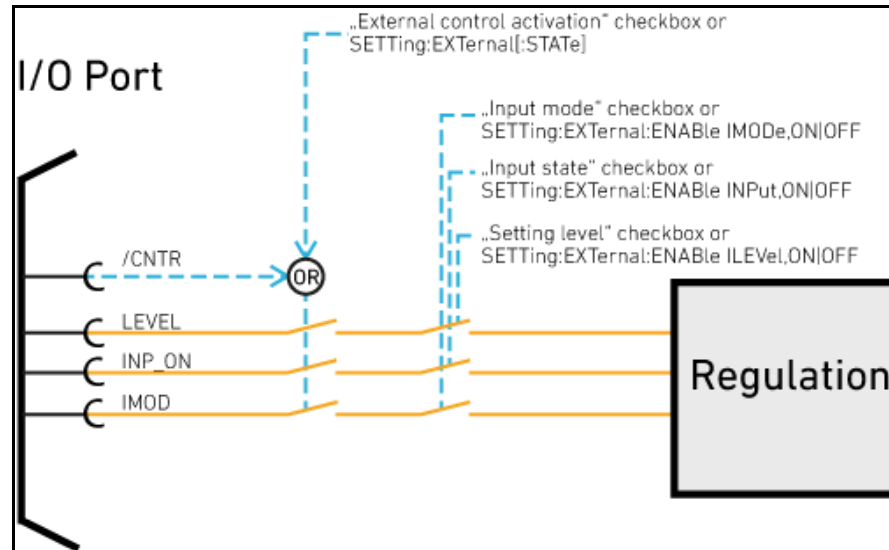 „External control activation“ checkbox or
SETTing:EXTernal[:STATe]
I/O Port
„Input mode“ checkbox or
SETTing:EXTernal:ENABle IMODe,ON|OFF
„Input state“ checkbox or
SETTing:EXTernal:ENABle INPut,ON|OFF
„Setting level“ checkbox or
SETTing:EXTernal:ENABle ILEVel,ON|OFF
/CNTR
OR
LEVEL
INP_ON
IMOD
Regulation